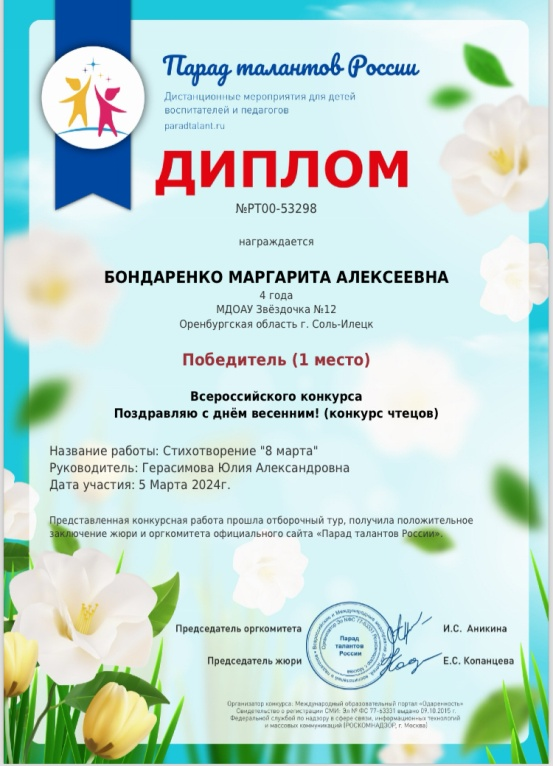 Парад талантов России
Дистанционные мероприятия для детей
воспитателей и педагогов
paradtalant.ru
ДИПЛОМ
№РТ00-53298
награждается
БОНДАРЕНКО МАРГАРИТА АЛЕКСЕЕВНА
4 года
МДОАУ Звёздочка №12
Оренбургская область г. Соль-Илецк
Победитель (1 место)
Всероссийского конкурса
Поздравляю с днём весенним! (конкурс чтецов)
Название работы: Стихотворение "8 марта"
Руководитель: Герасимова Юлия Александровна
Дата участия: 5 Марта 2024г.
Представленная конкурсная работа прошла отборочный тур, получила положительное
заключение жюри и оргкомитета официального сайта «Парад талантов России».
Председатель оргкомитета И.С. Аникина
Парад
талантов
России
Председатель жюри Е.С. Копанцева
Организатор конкурса: Международный образовательный портал «Одаренность»
Свидетельство о регистрации СМИ: Эл № ФС 77-63331 выдано 09.10.2015 г.
Федеральной службой по надзору в сфере связи, информационных технологий
и массовых коммуникаций (РОСКОМНАДЗОР, г. Москва)